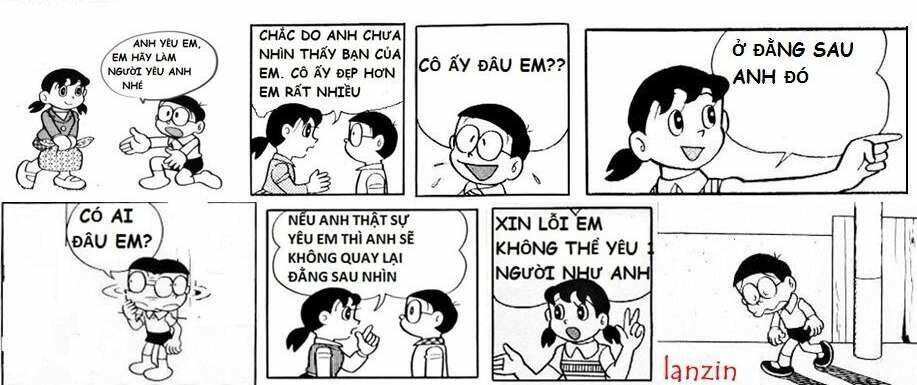 ANH YÊU EM,
EM HÃY LÀM
NGƯỜI YÊU ANH
NHÉ
CHẮC DO ANH CHƯA
NHÌN THẤY BẠN CỦA
EM. CÔ ẤY ĐẸP HƠN
EM RẤT NHIỀU
CÔ ẤY ĐÂU EM??
Ở ĐẰNG SAU
ANH ĐÓ
CÓ AI
ĐÂU EM?
NẾU ANH THẬT SỰ
YÊU EM THÌ ANH SẼ
KHÔNG QUAY LẠI
ĐẰNG SAU NHÌN
XIN LỖI EM
KHÔNG THỂ YÊU 1
NGƯỜI NHƯ ANH
lanzin